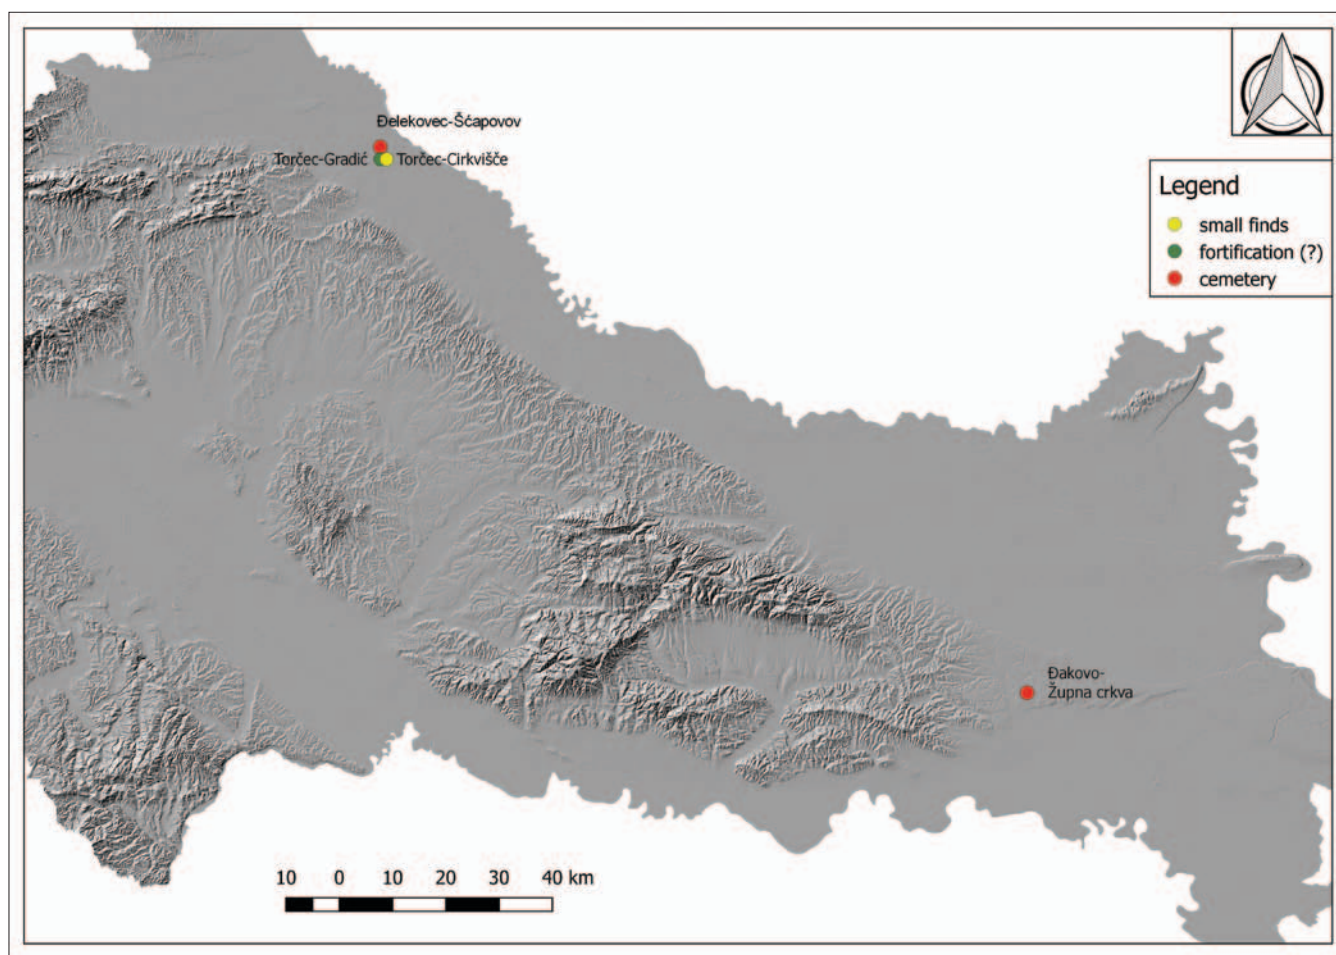 Đelekovec-Šćapovov
Torčec-Gradić
Torčec-Cirkvišče
Legend
small finds
fortification (?)
cemetery
Đakovo-
Župna crkva
10 0 10 20 30 40 km